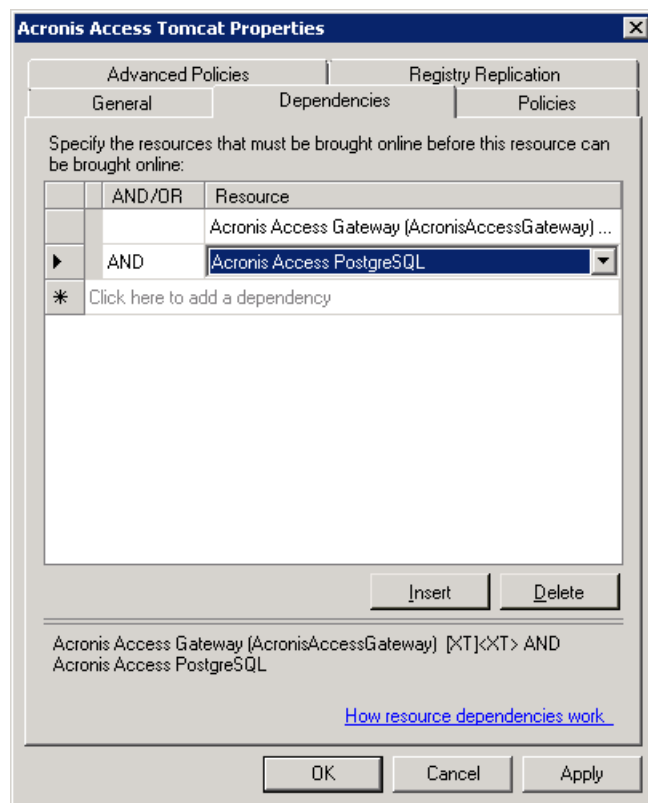 Acronis Access Tomcat Properties
Advanced Policies
Registry Replication
General
Dependencies
Policies
Specify the resources that must be brought online before this resource can
be brought online:
AND/OR
Resource
Acronis Access Gateway (AcronisAccessGateway) ...
AND
Acronis Access PostgreSQL
Click here to add a dependency
Insert
Delete
Acronis Access Gateway (AcronisAccessGateway) [XT]<XT> AND
Acronis Access PostgreSQL
How resource dependencies work
OK
Cancel
Apply